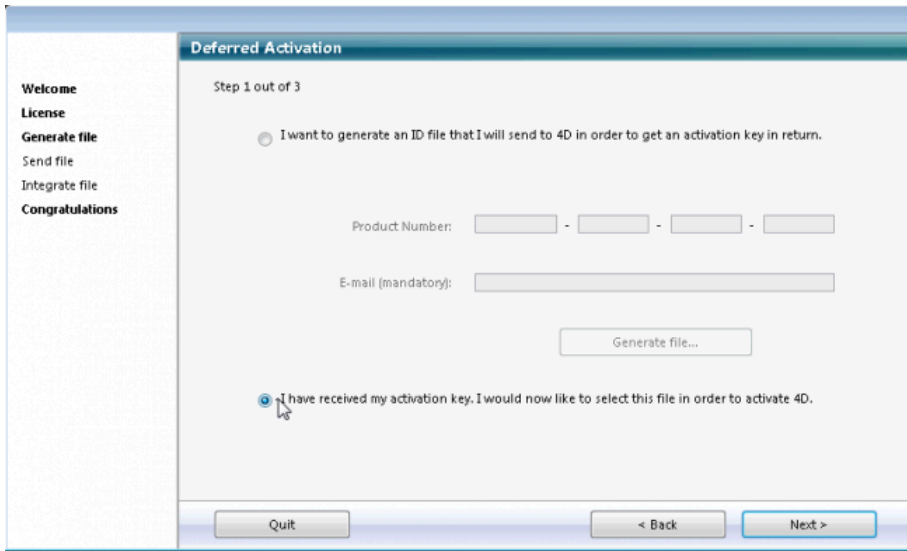 Deferred Activation
Welcome
License
Generate file
Send file
Integrate file
Congratulations
Step 1 out of 3
I want to generate an ID file that I will send to 4D in order to get an activation key in return.
Product Number: - - -
E-mail (mandatory):
Generate file...
I have received my activation key. I would now like to select this file in order to activate 4D.
Quit
< Back
Next >